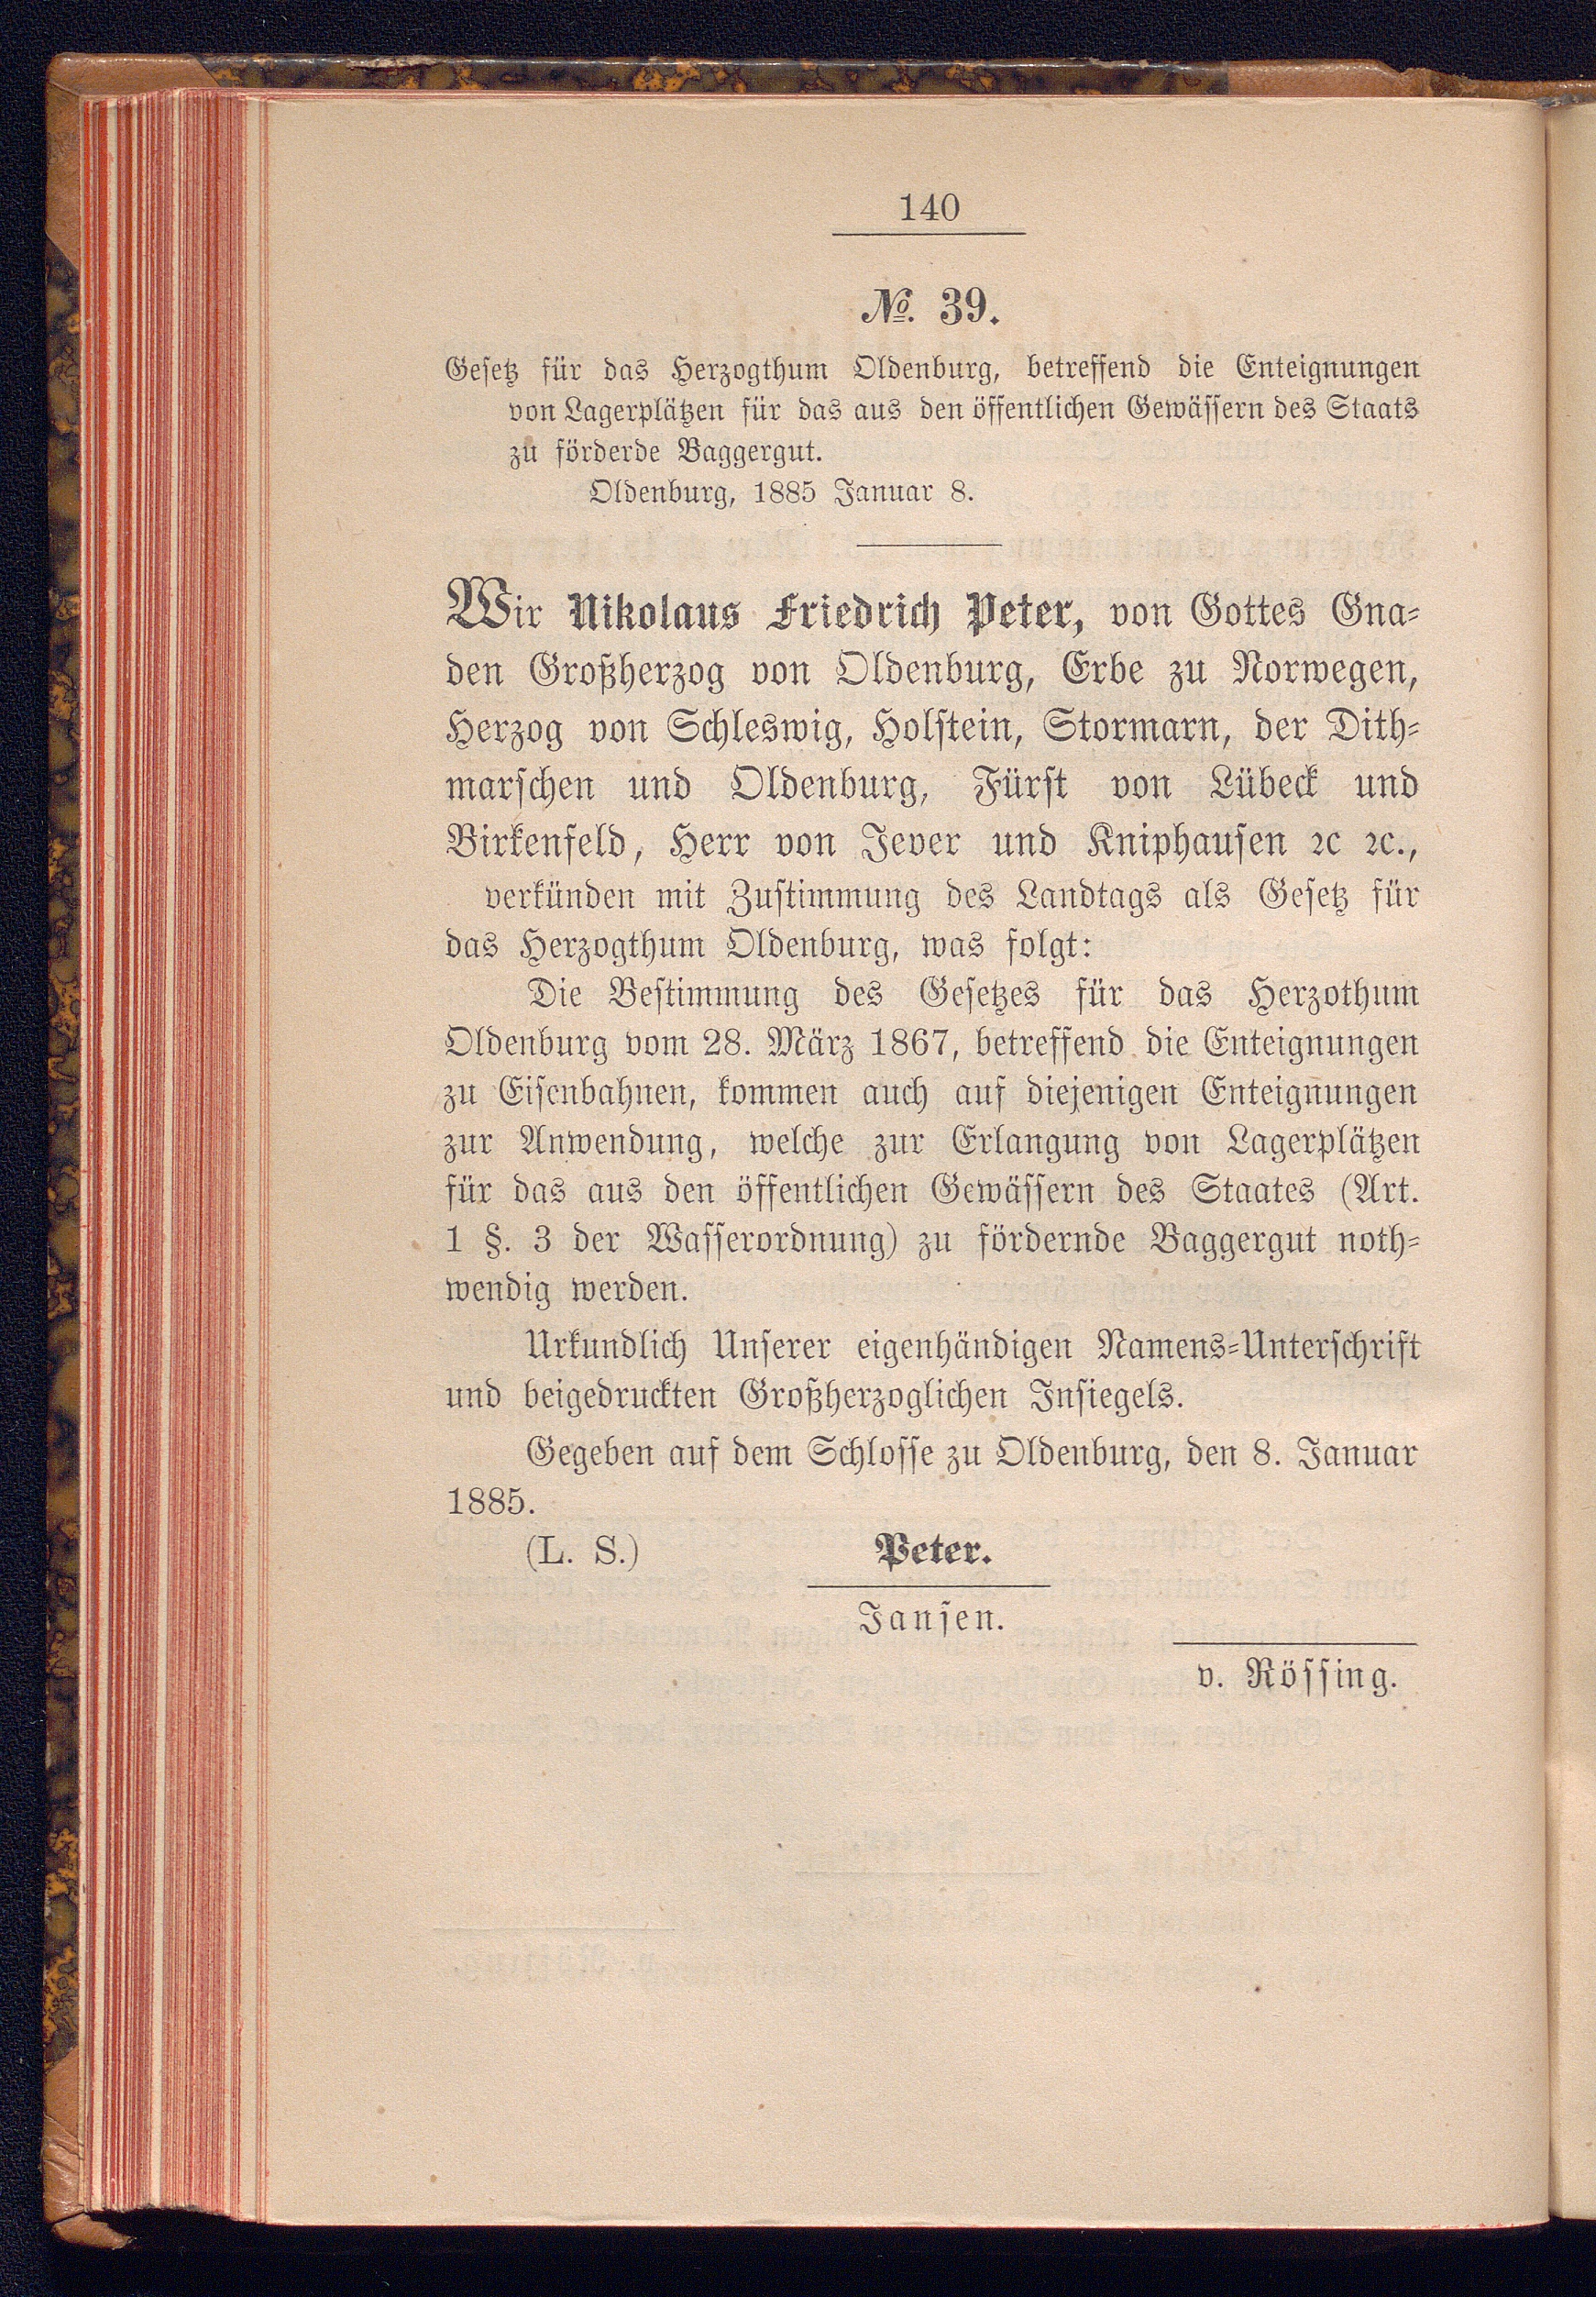 140
№. 39.
Gesetz für das Herzogthum Oldenburg, betreffend die Enteignungen
von Lagerplätzen für das aus den öffentlichen Gewässern des Staats
zu förderde Baggergut.
Oldenburg, 1885 Januar 8.
Wir Nikolaus Friedrich Peter, von Gottes Gna-
den Großherzog von Oldenburg, Erbe zu Norwegen,
Herzog von Schleswig, Holstein, Stormarn, der Dith-
marschen und Oldenburg, Fürst von Lübeck und
Birkenfeld, Herr von Jever und Kniphausen ꝛc ꝛc.,
verkünden mit Zustimmung des Landtags als Gesetz für
das Herzogthum Oldenburg, was folgt:
Die Bestimmung des Gesetzes für das Herzothum
Oldenburg vom 28. März 1867, betreffend die Enteignungen
zu Eisenbahnen, kommen auch auf diejenigen Enteignungen
zur Anwendung, welche zur Erlangung von Lagerplätzen
für das aus den öffentlichen Gewässern des Staates (Art.
1 §. 3 der Wasserordnung) zu fördernde Baggergut noth-
wendig werden.
Urkundlich Unserer eigenhändigen Namens-Unterschrift
und beigedruckten Großherzoglichen Insiegels.
Gegeben auf dem Schlosse zu Oldenburg, den 8. Januar
1885.
(L. S.) Peter.
Jansen.
v. Rössing.